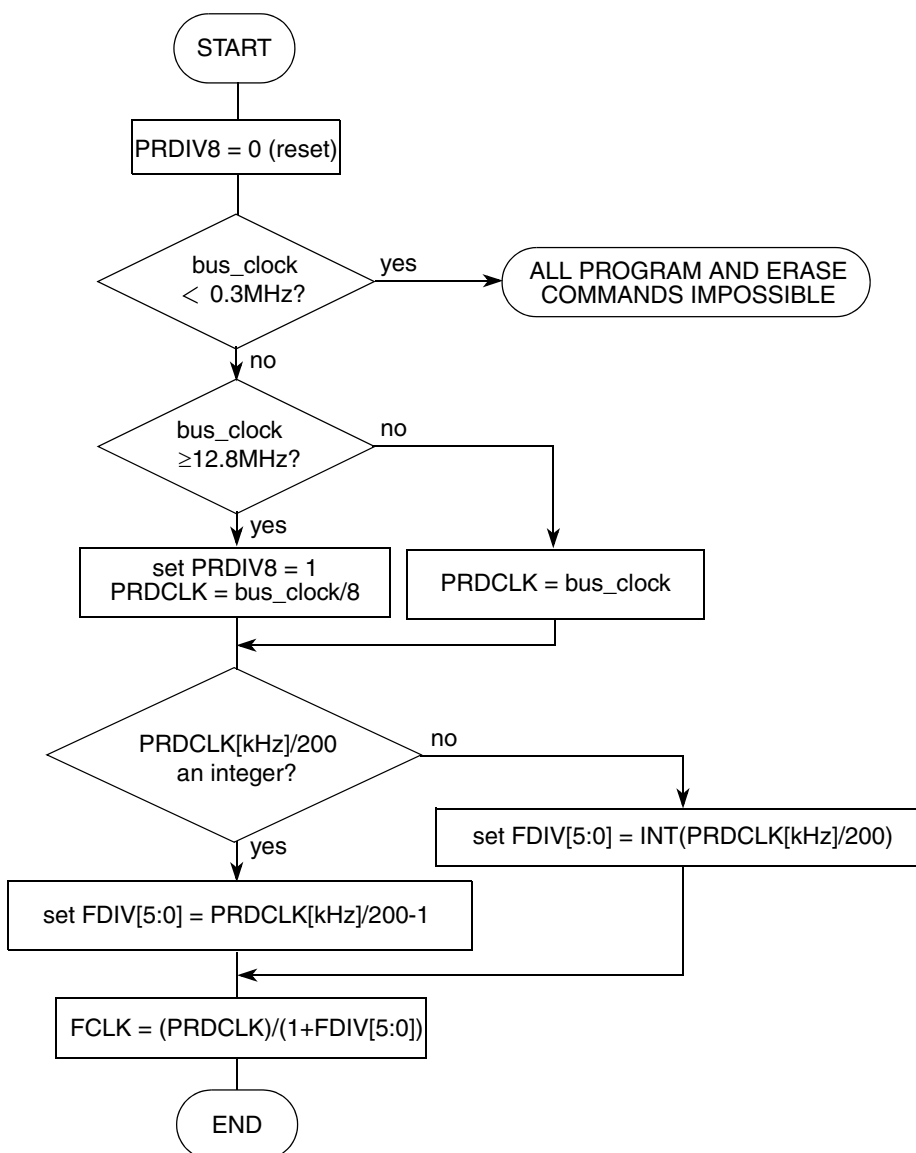 START
PRDIV8 = 0 (reset)
bus_clock
< 0.3MHz?
yes
ALL PROGRAM AND ERASE
COMMANDS IMPOSSIBLE
no
bus_clock
≥12.8MHz?
no
yes
set PRDIV8 = 1
PRDCLK = bus_clock/8
PRDCLK = bus_clock
PRDCLK[kHz]/200
an integer?
no
set FDIV[5:0] = INT(PRDCLK[kHz]/200)
yes
set FDIV[5:0] = PRDCLK[kHz]/200-1
FCLK = (PRDCLK)/(1+FDIV[5:0])
END